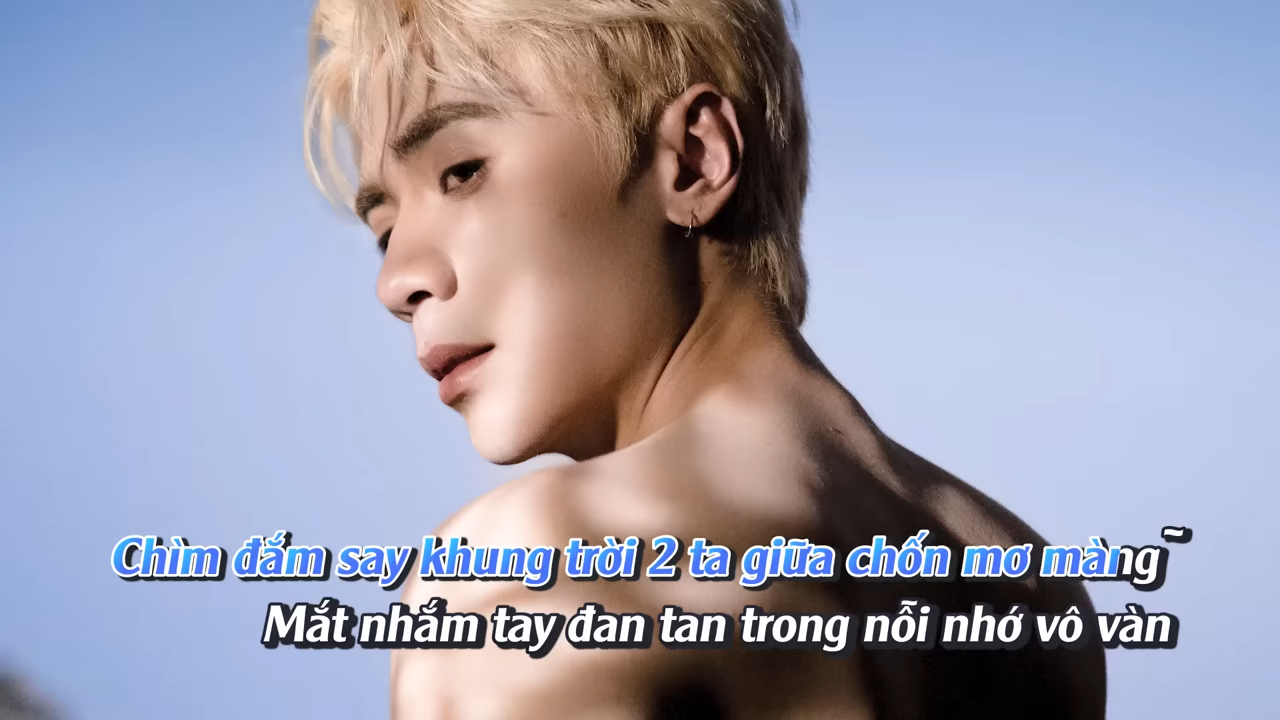 Chìm đắm say khung trời 2 ta giữa chốn mơ màng~
Mắt nhắm tay đan tan trong nỗi nhớ vô vàn